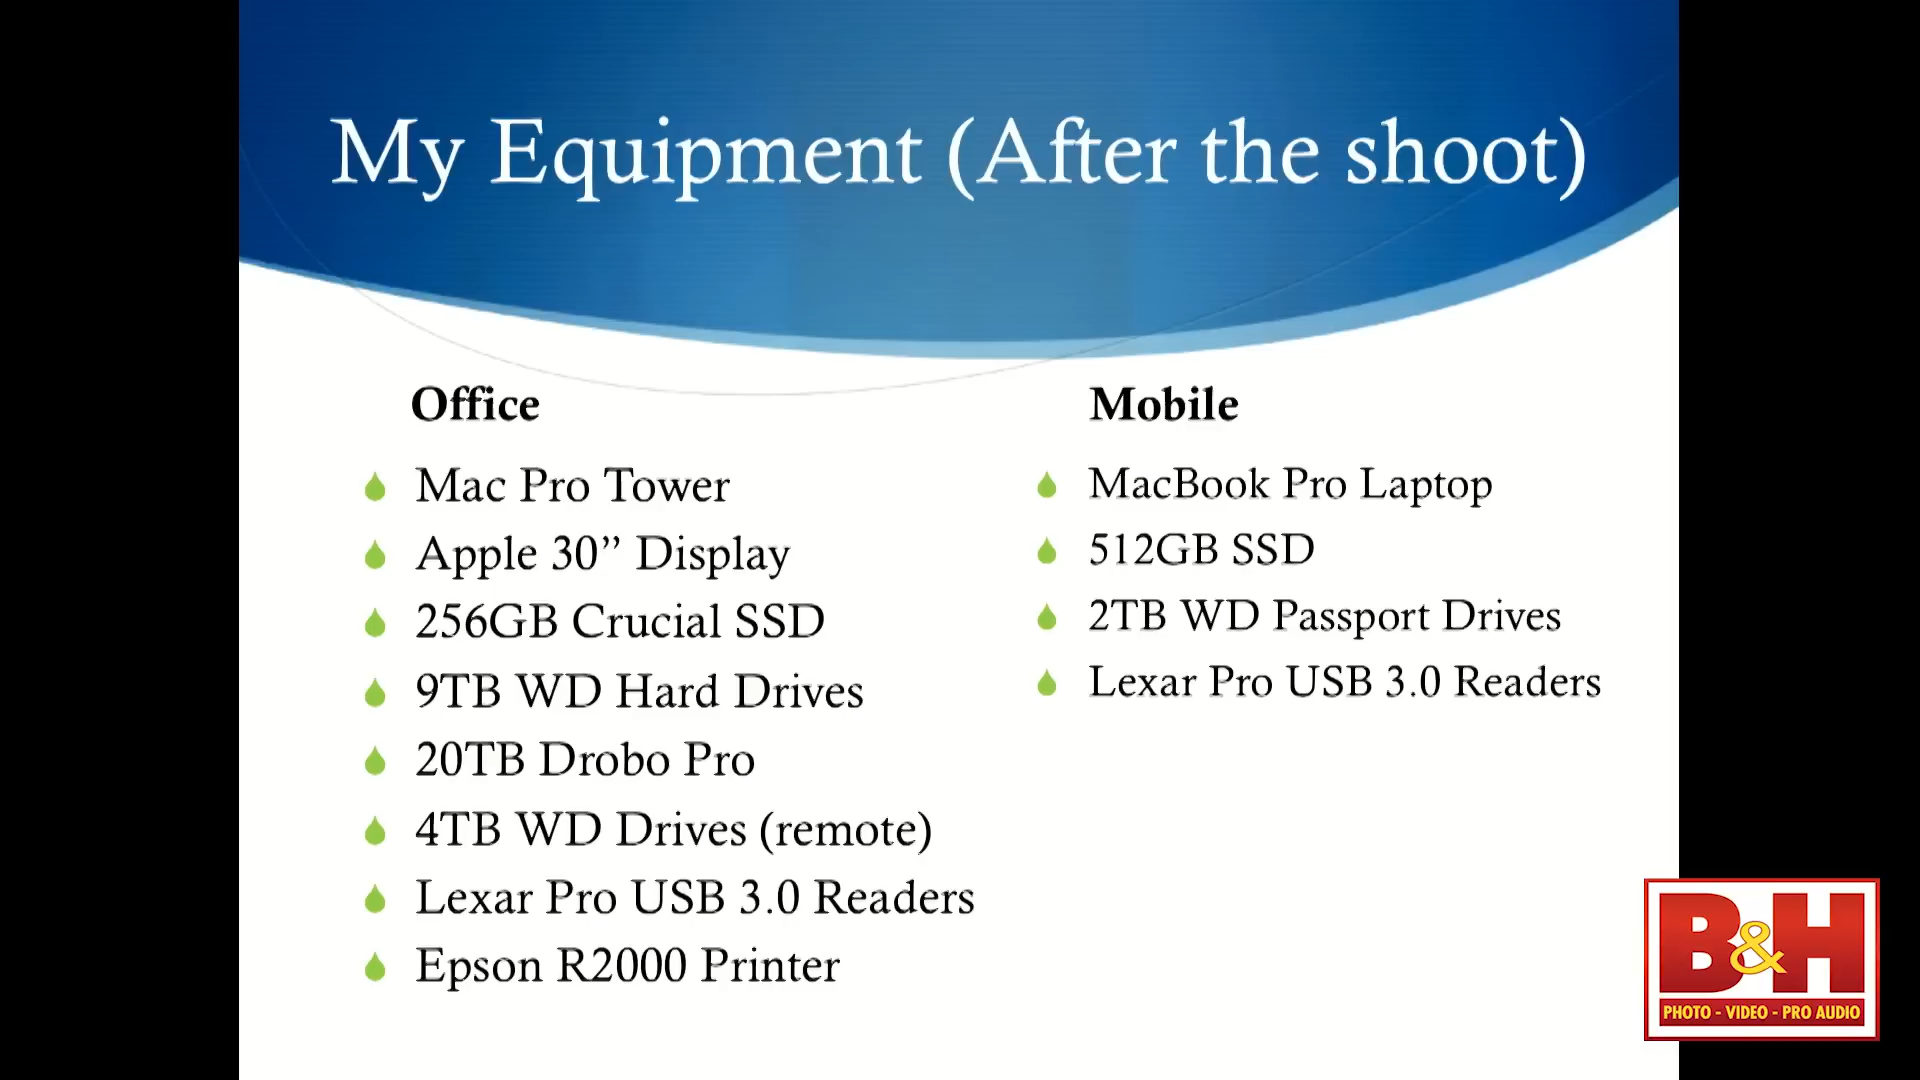 My Equipment (After the shoot)
Office
Mac Pro Tower
Apple 30” Display
256GB Crucial SSD
9TB WD Hard Drives
20TB Drobo Pro
4TB WD Drives (remote)
Lexar Pro USB 3.0 Readers
Epson R2000 Printer
Mobile
MacBook Pro Laptop
512GB SSD
2TB WD Passport Drives
Lexar Pro USB 3.0 Readers
B&H
PHOTO - VIDEO - PRO AUDIO